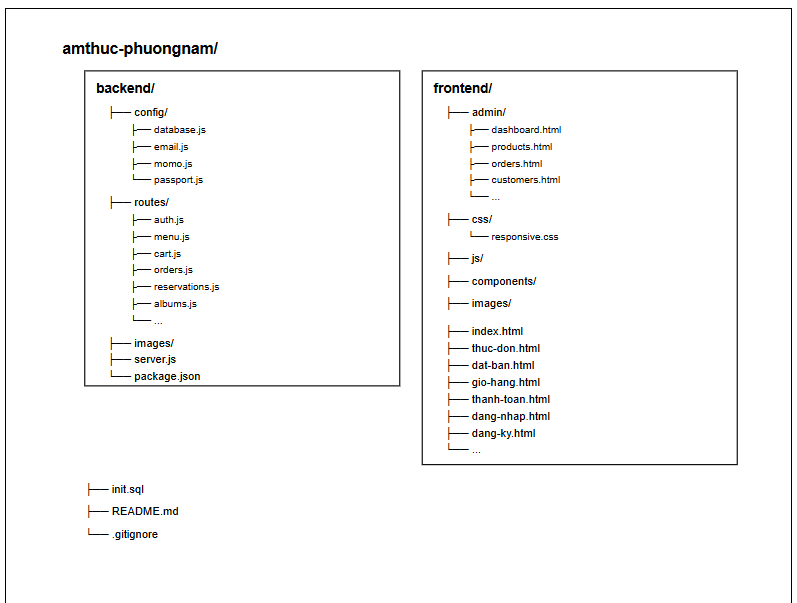 amthuc-phuongnam/
backend/
├── config/
├── database.js
├── email.js
├── momo.js
└── passport.js
├── routes/
├── auth.js
├── menu.js
├── cart.js
├── orders.js
├── reservations.js
├── albums.js
└── ...
├── images/
├── server.js
└── package.json
frontend/
├── admin/
├── dashboard.html
├── products.html
├── orders.html
├── customers.html
└── ...
├── css/
└── responsive.css
├── js/
├── components/
├── images/
├── index.html
├── thuc-don.html
├── dat-ban.html
├── gio-hang.html
├── thanh-toan.html
├── dang-nhap.html
├── dang-ky.html
└── ...
├── init.sql
├── README.md
└── .gitignore